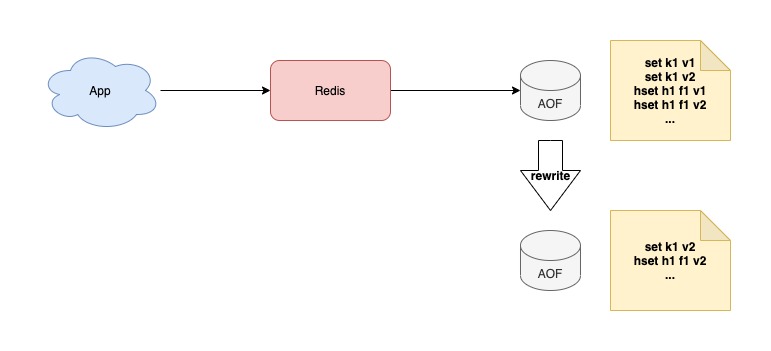 App
Redis
AOF
set k1 v1
set k2 v2
hset h1 f1 v1
hset h1 f1 v2
...
rewrite
AOF
set k1 v2
hset h1 f1 v2
...